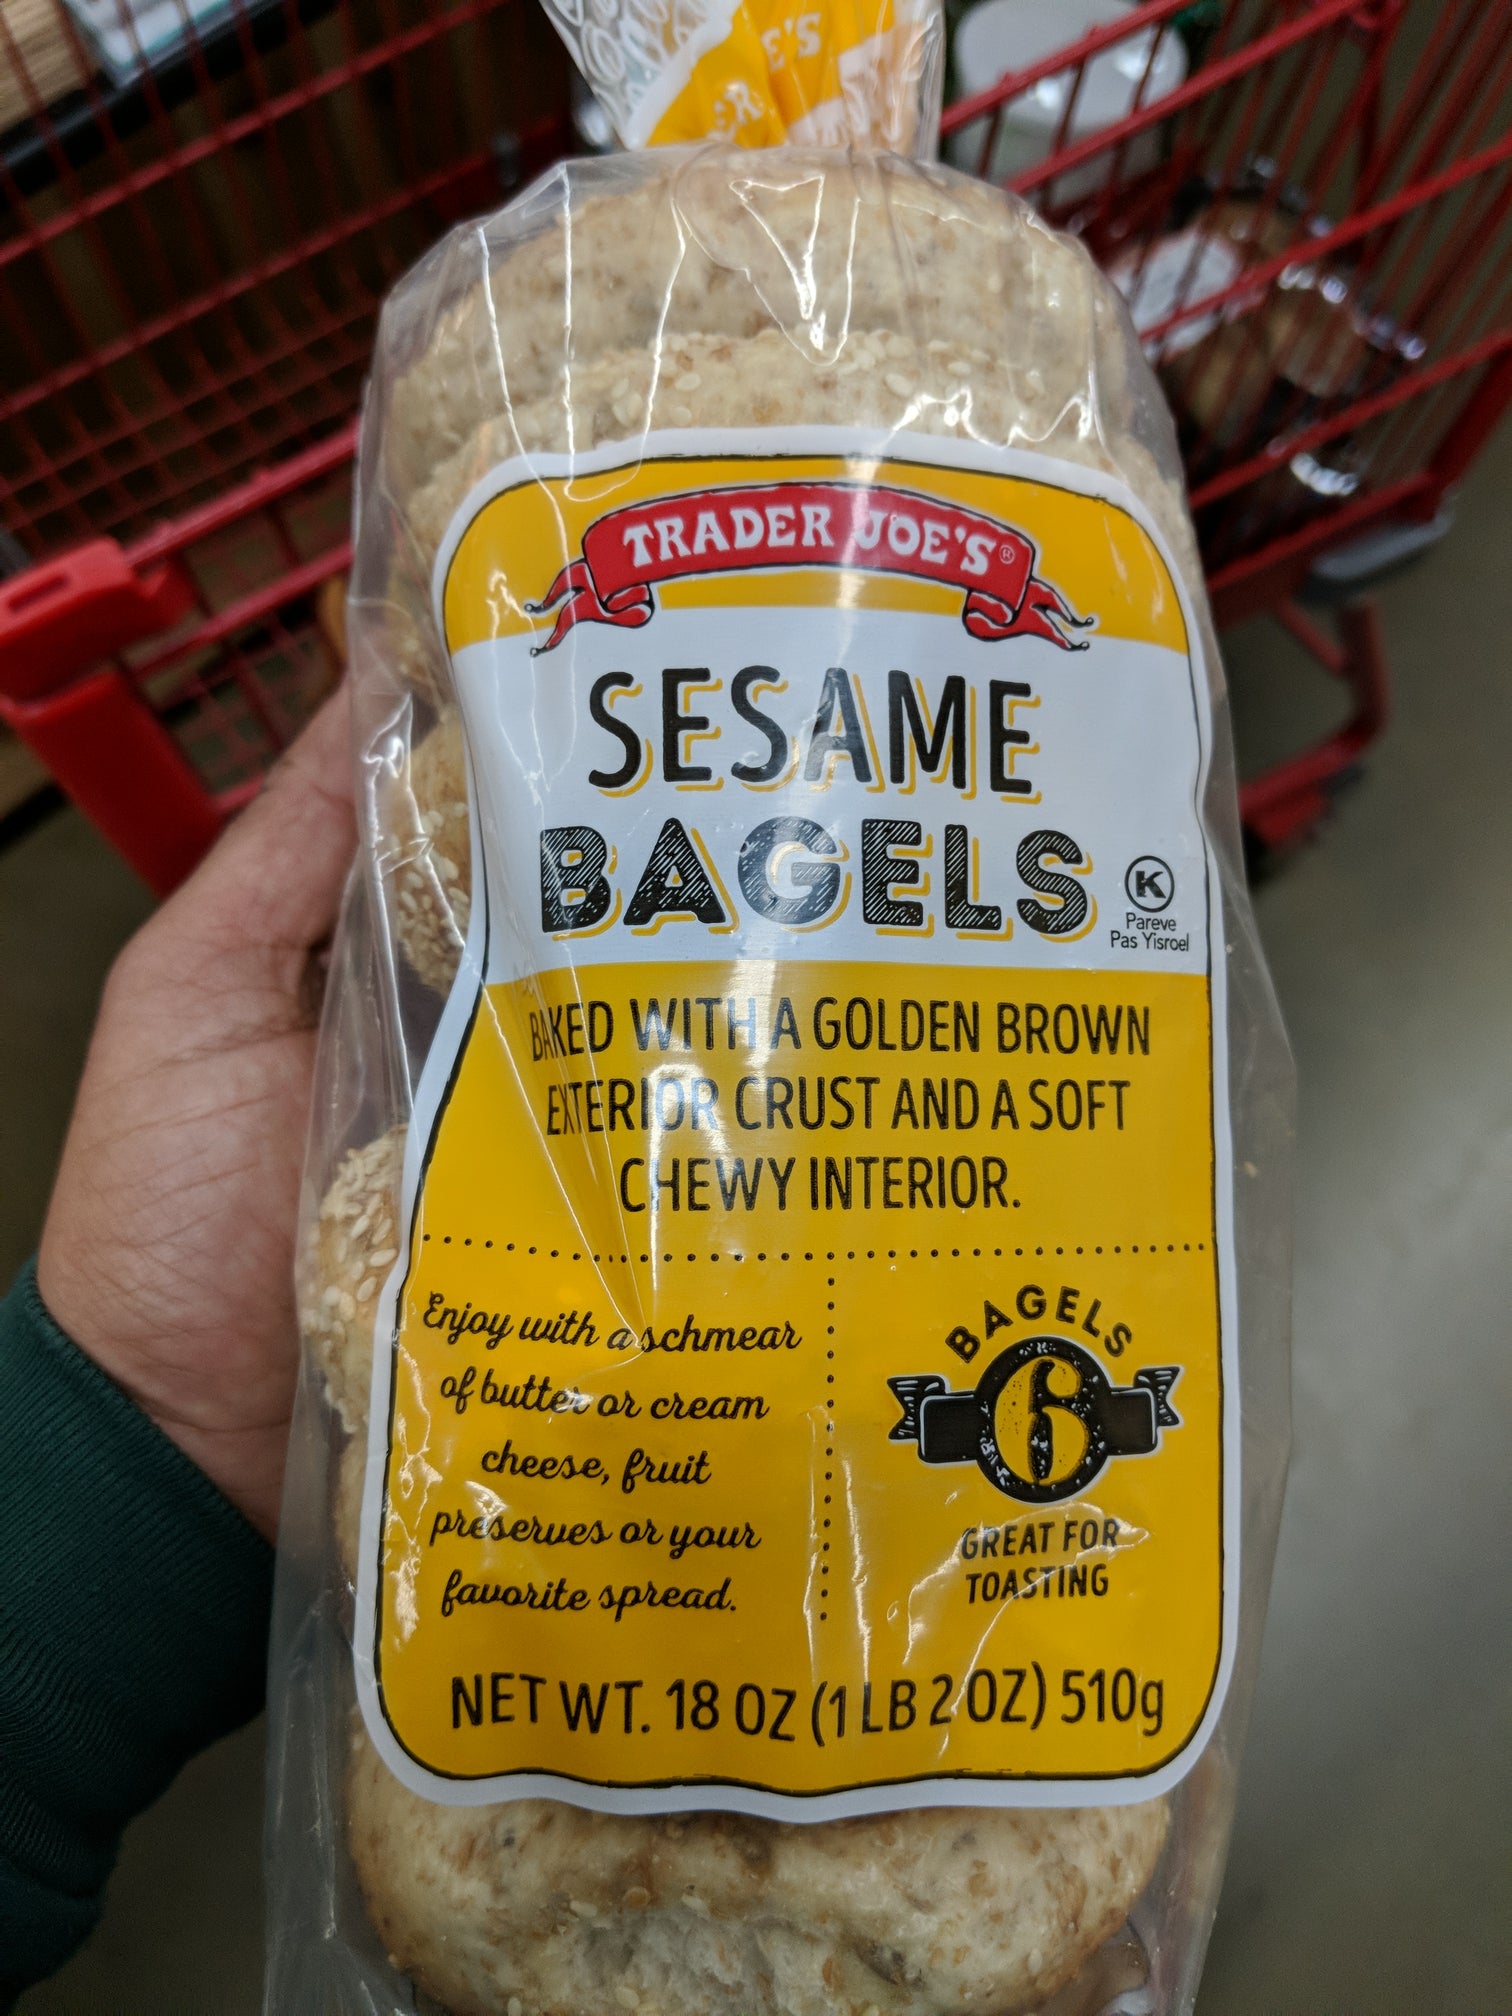 TRADER JOE'S®
SESAME
BAGELS
K
Pareve
Pas Yisroel
BAKED WITH A GOLDEN BROWN
EXTERIOR CRUST AND A SOFT
CHEWY INTERIOR.
Enjoy with a schmear
of butter or cream
cheese, fruit
preserves or your
favorite spread.
BAGELS
6
GREAT FOR
TOASTING
NET WT. 18 OZ (1 LB 2 OZ) 510g